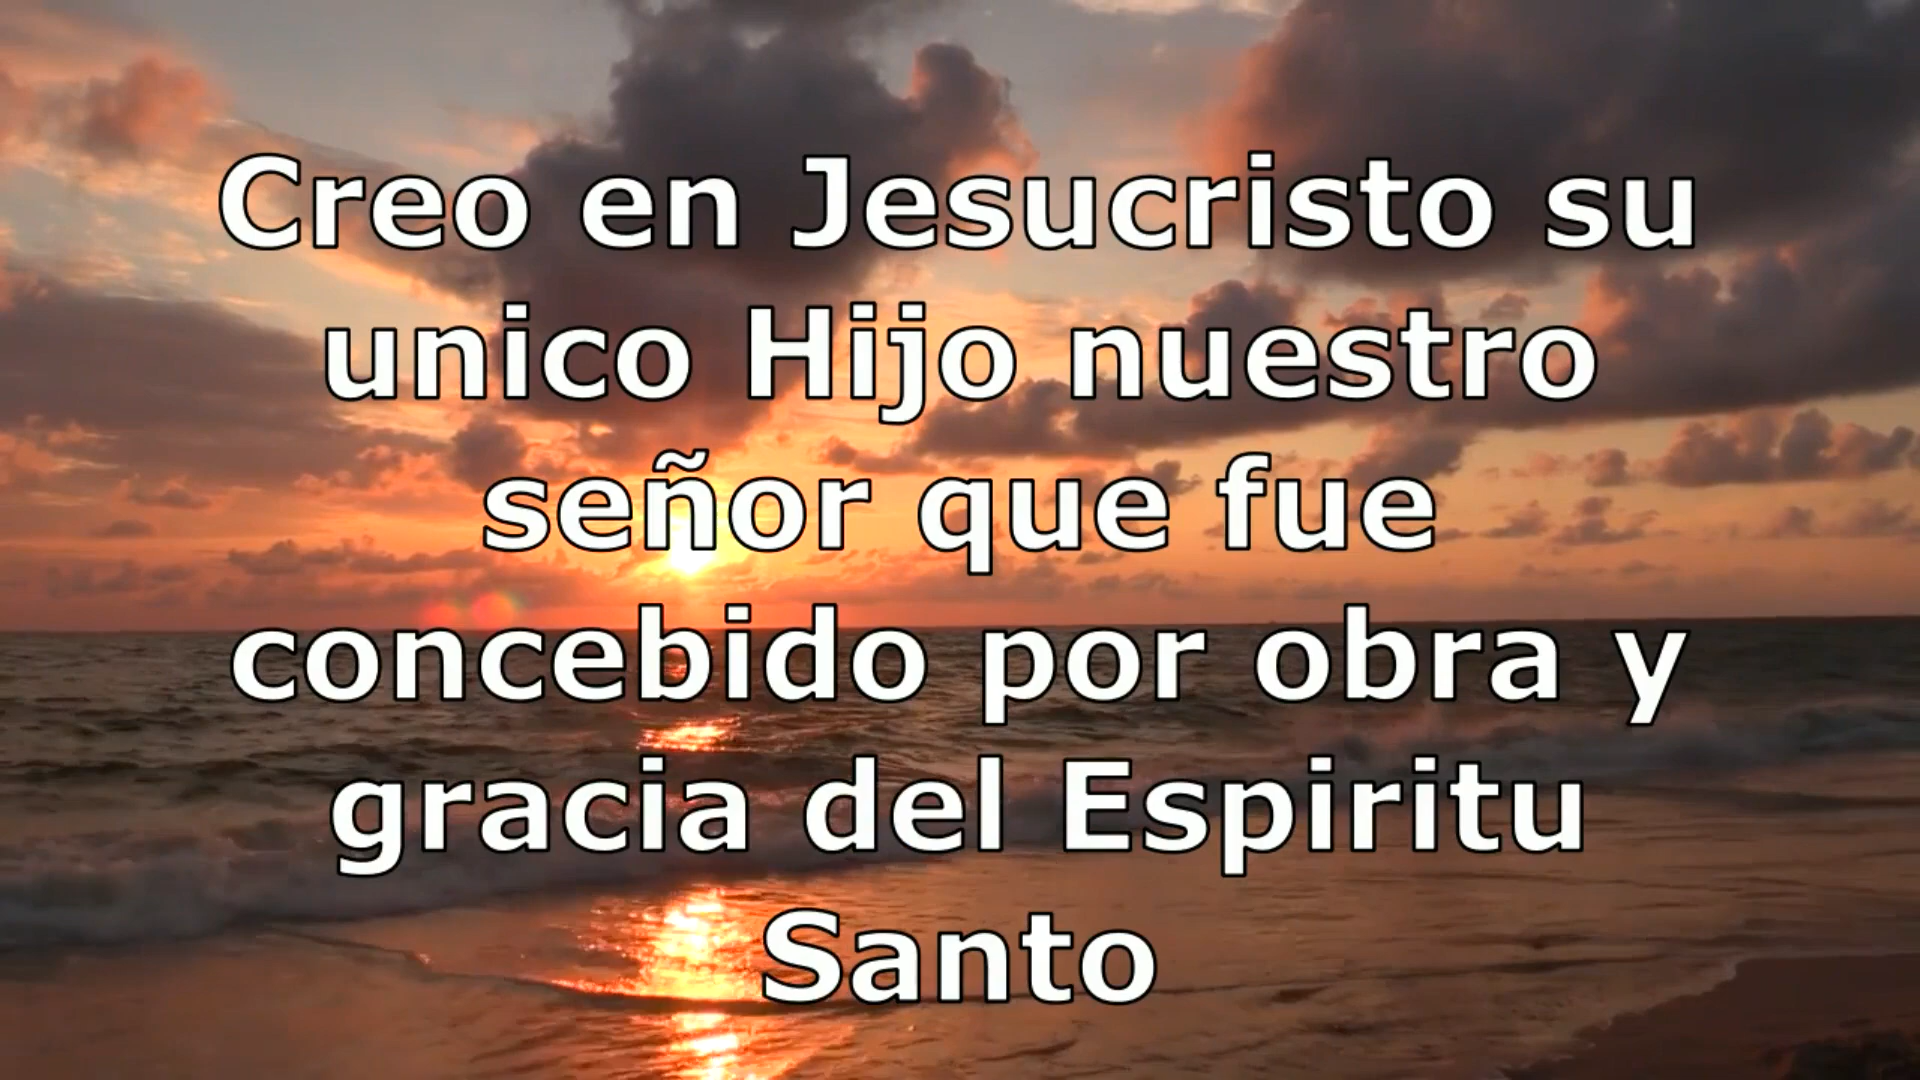 Creo en Jesucristo su
unico Hijo nuestro
señor que fue
concebido por obra y
gracia del Espiritu
Santo